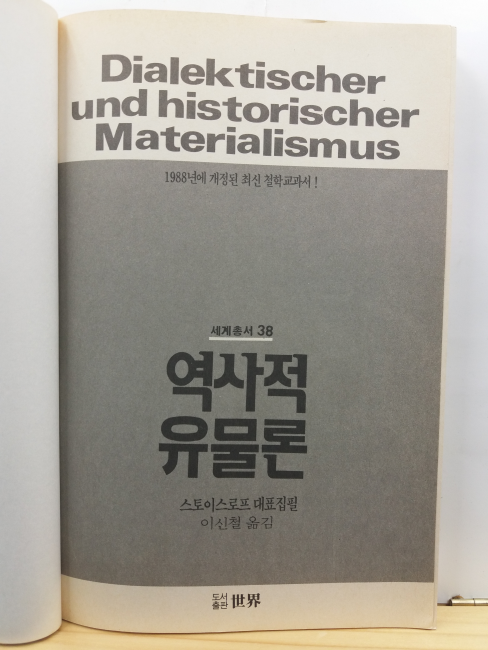 Dialektischer
und historischer
Materialismus
1988년에 개정된 최신 철학교과서 !
세계총서 38
역사적
유물론
스토이스로프 대표집필
이신철 옮김
도서
출판 世界